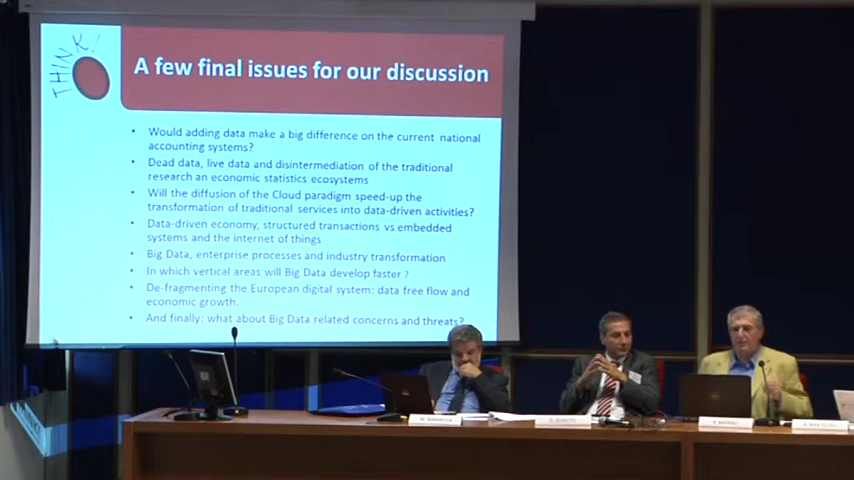 THINK!
A few final issues for our discussion
• Would adding data make a big difference on the current national
accounting systems?
• Dead data, live data and disintermediation of the traditional
research an economic statistics ecosystems
• Will the diffusion of the Cloud paradigm speed-up the
transformation of traditional services into data-driven activities?
• Data-driven economy, structured transactions vs embedded
systems and the internet of things
• Big Data, enterprise processes and industry transformation
• In which vertical areas will Big Data develop faster ?
• De-fragmenting the European digital system: data free flow and
economic growth.
• And finally: what about Big Data related concerns and threats?